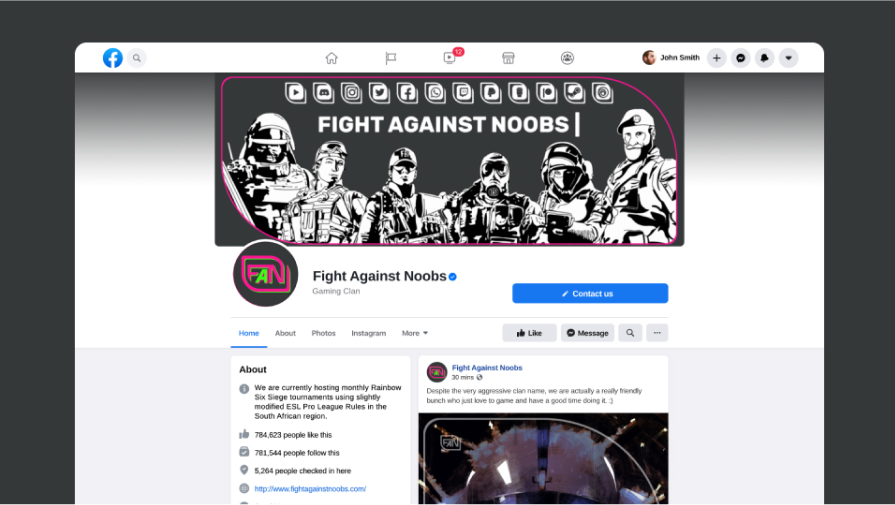 12
John Smith
FIGHT AGAINST NOOBS |
FAN
Fight Against Noobs
Gaming Clan
Contact us
Home
About
Photos
Instagram
More
Like
Message
About
We are currently hosting monthly Rainbow
Six Siege tournaments using slightly
modified ESL Pro League Rules in the
South African region.
784,623 people like this
781,544 people follow this
5,264 people checked in here
http://www.fightagainstnoobs.com/
Fight Against Noobs
30 mins
Despite the very aggressive clan name, we are actually a really friendly
bunch who just love to game and have a good time doing it. :)
FAN